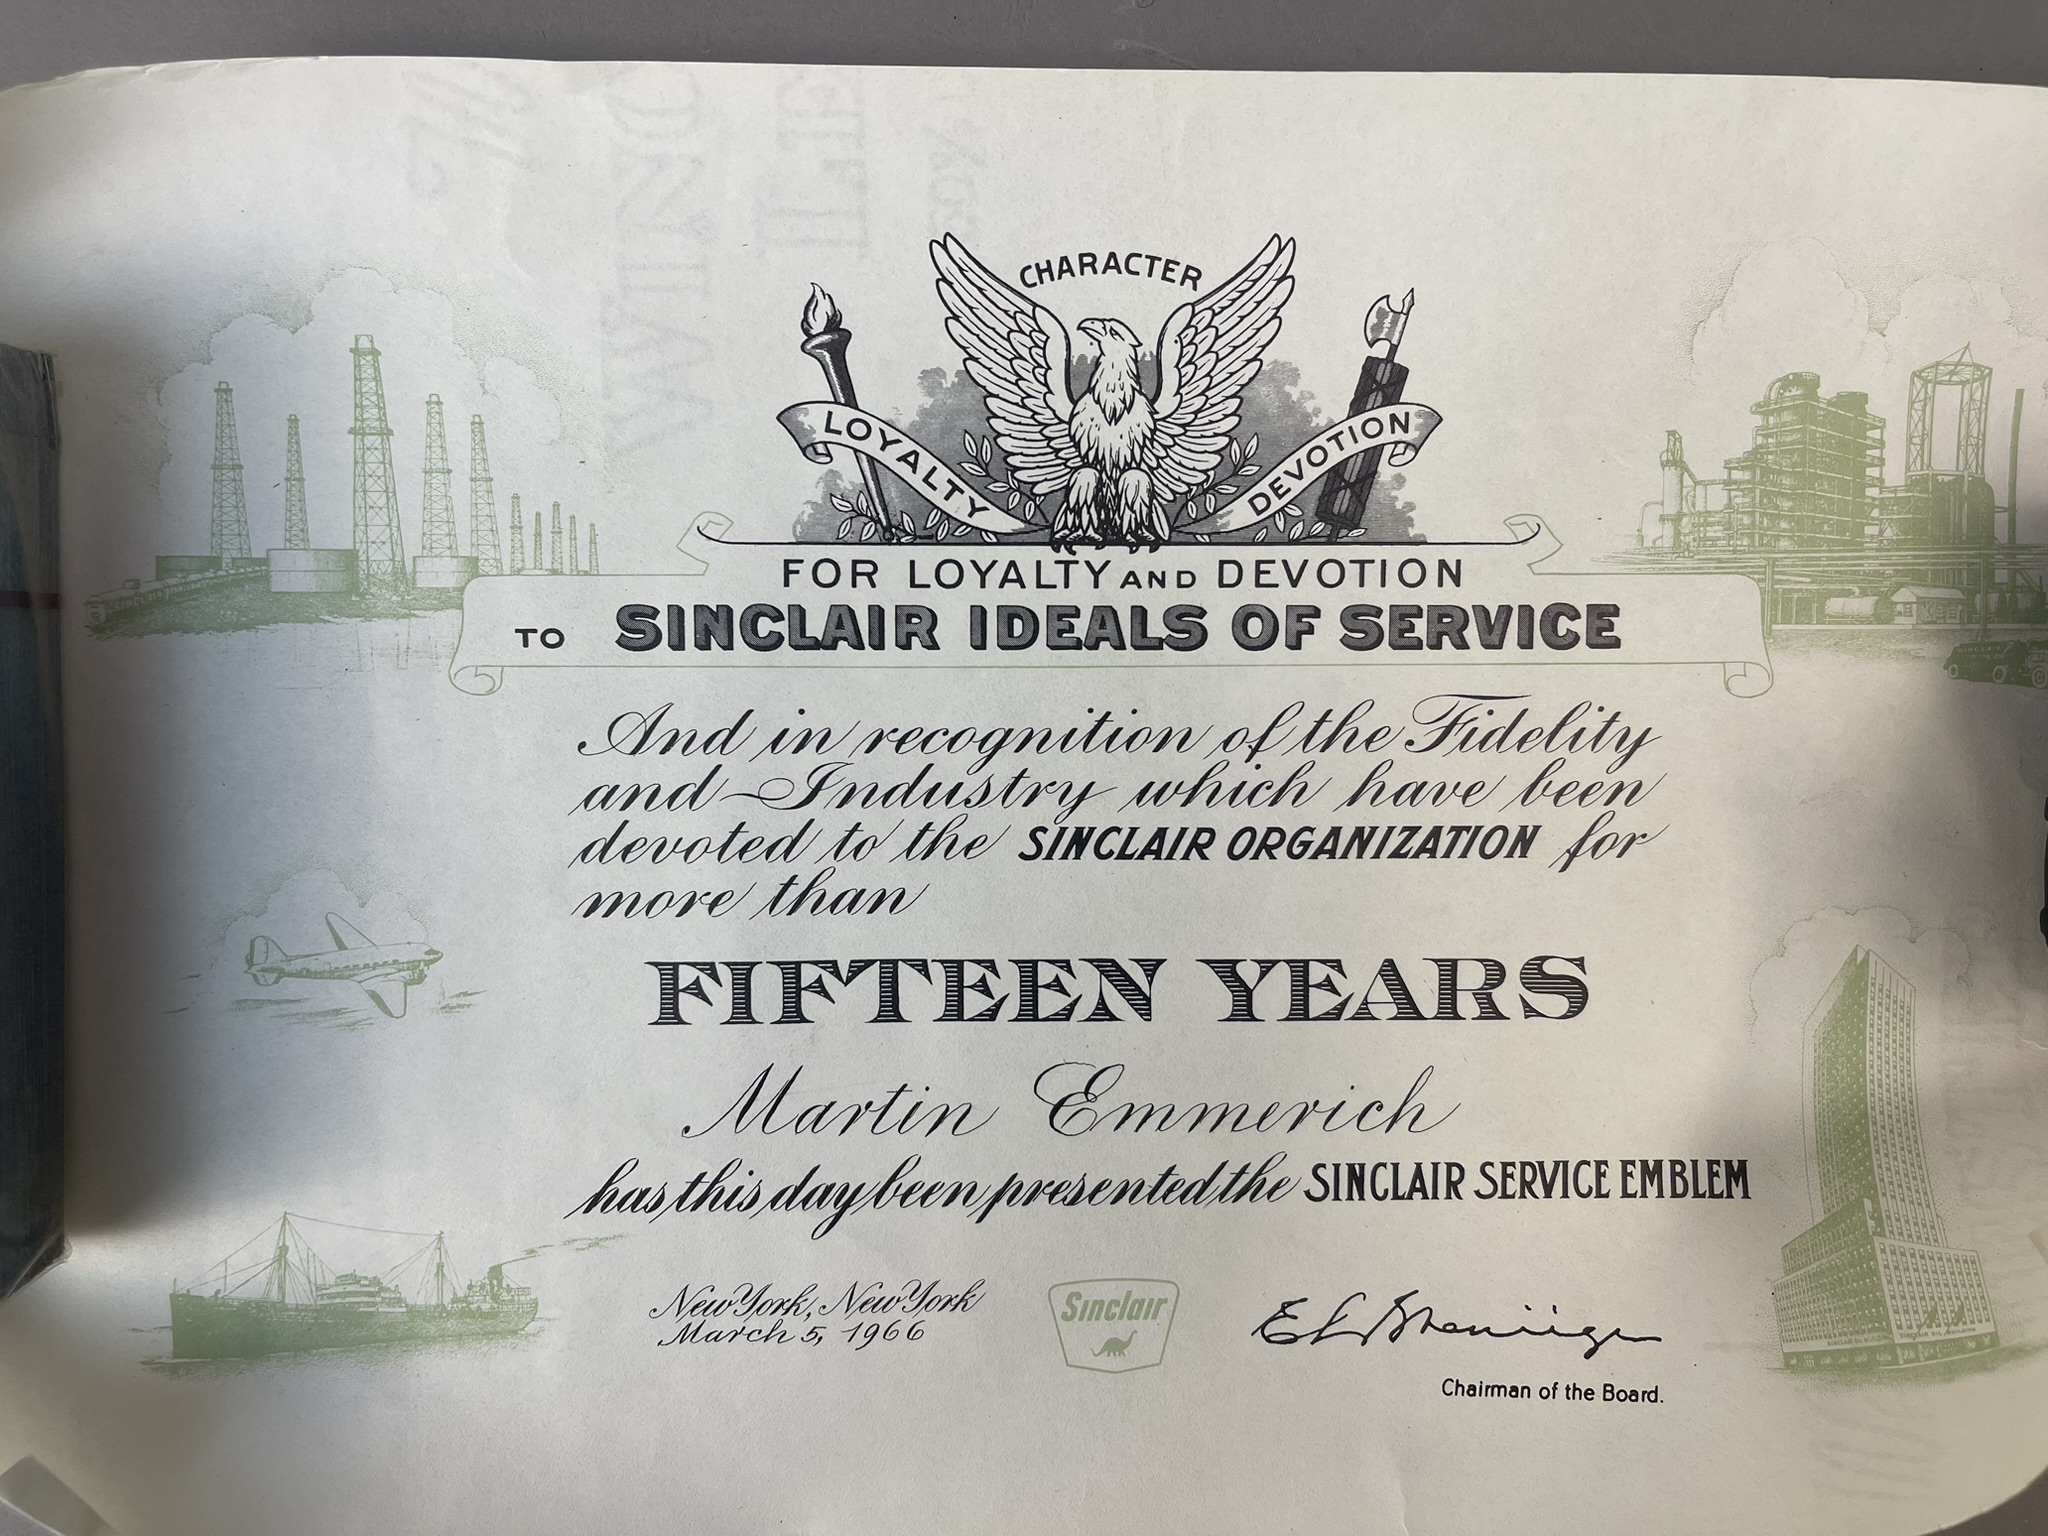 CHARACTER
LOYALTY
DEVOTION
FOR LOYALTY AND DEVOTION
TO SINCLAIR IDEALS OF SERVICE
And in recognition of the Fidelity
and Industry which have been
devoted to the SINCLAIR ORGANIZATION for
more than
FIFTEEN YEARS
Martin Emmerich
has this day been presented the SINCLAIR SERVICE EMBLEM
New York, New York
March 5, 1966
Sinclair
Chairman of the Board.